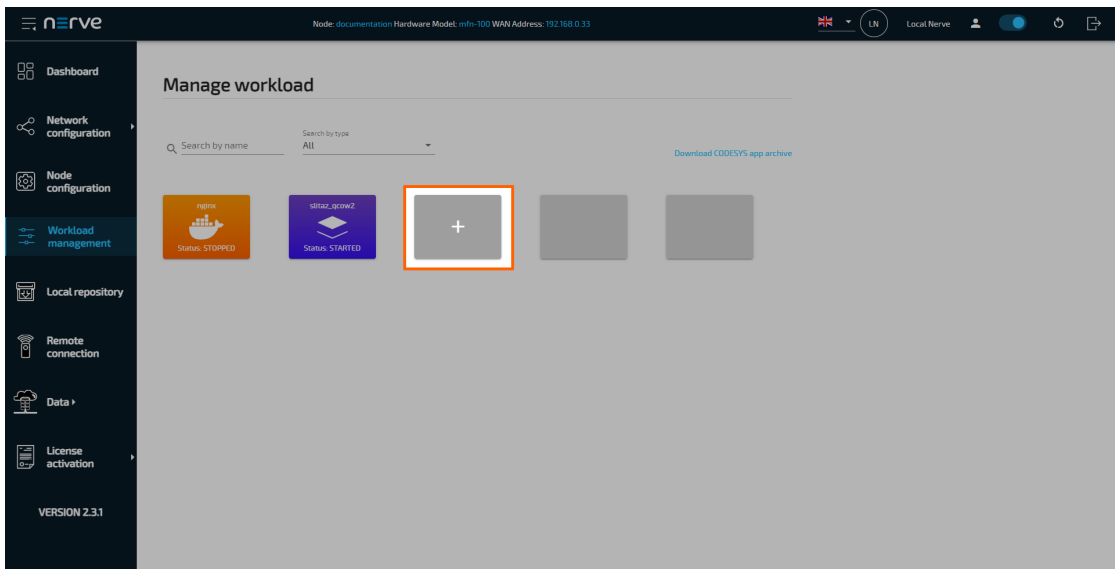 nerve
Node: documentation Hardware Model: mfn-100 WAN Address: 192.168.0.33
LN
Local Nerve
Dashboard
Network
configuration
Node
configuration
Workload
management
Local repository
Remote
connection
Data
License
activation
VERSION 2.3.1
Manage workload
Search by name
Search by type
All
Download CODESYS app archive
nginx
Status: STOPPED
slitaz_qcow2
Status: STARTED
+